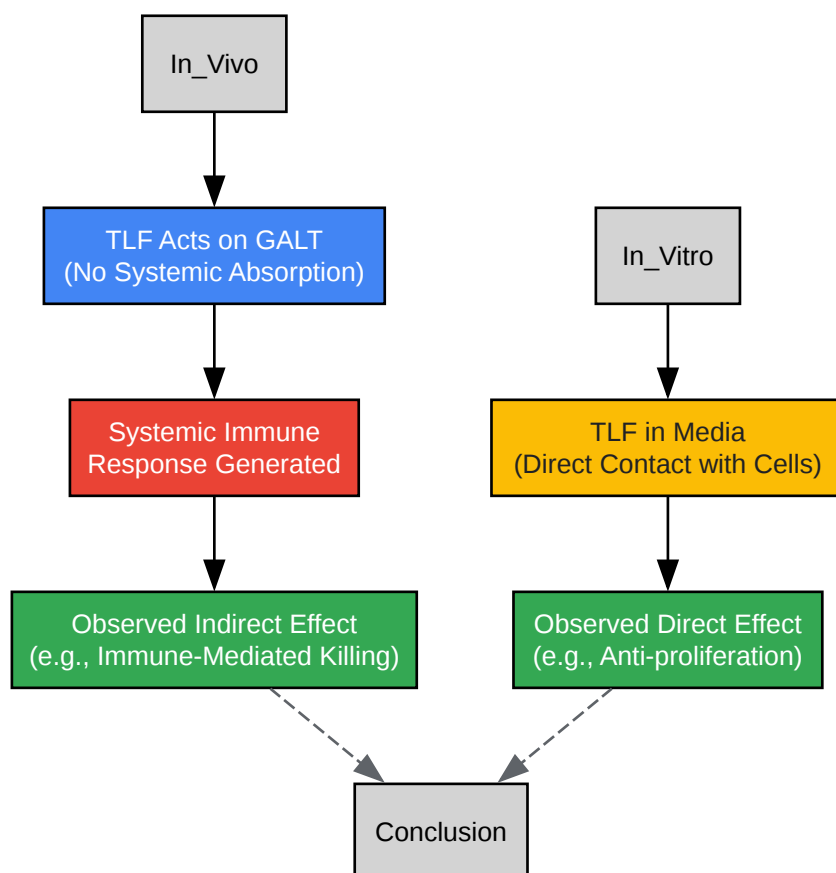 In_Vivo
TLF Acts on GALT
(No Systemic Absorption)
In_Vitro
Systemic Immune
Response Generated
TLF in Media
(Direct Contact with Cells)
Observed Indirect Effect
(e.g., Immune-Mediated Killing)
Observed Direct Effect
(e.g., Anti-proliferation)
Conclusion